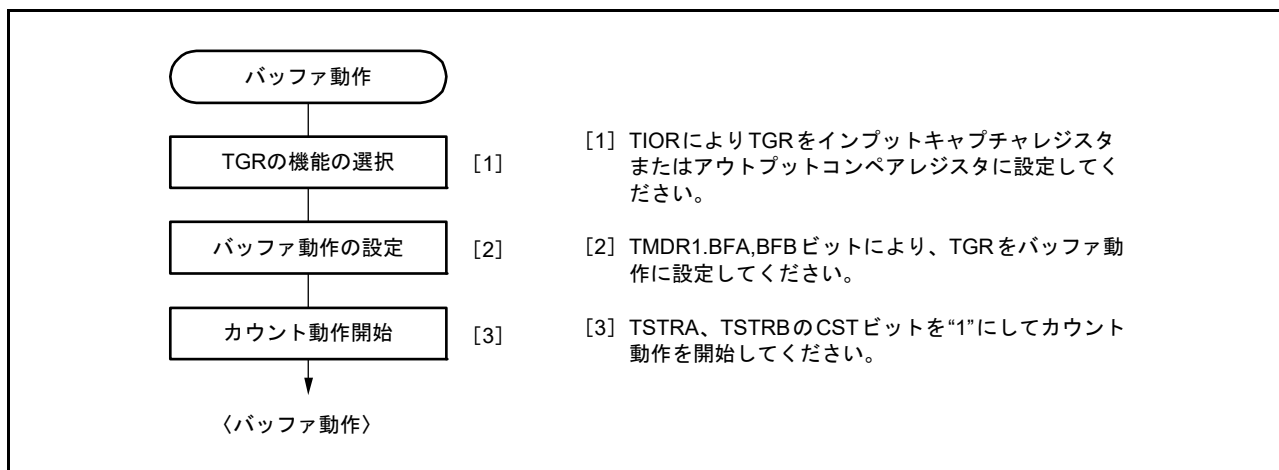 バッファ動作
TGRの機能の選択
[1]
[1] TIORによりTGRをインプットキャプチャレジスタ
またはアウトプットコンペアレジスタに設定してく
ださい。
バッファ動作の設定
[2]
[2] TMDR1.BFA,BFBビットにより、TGRをバッファ動
作に設定してください。
カウント動作開始
[3]
[3] TSTRA、TSTRBのCSTビットを“1”にしてカウント
動作を開始してください。
〈バッファ動作〉